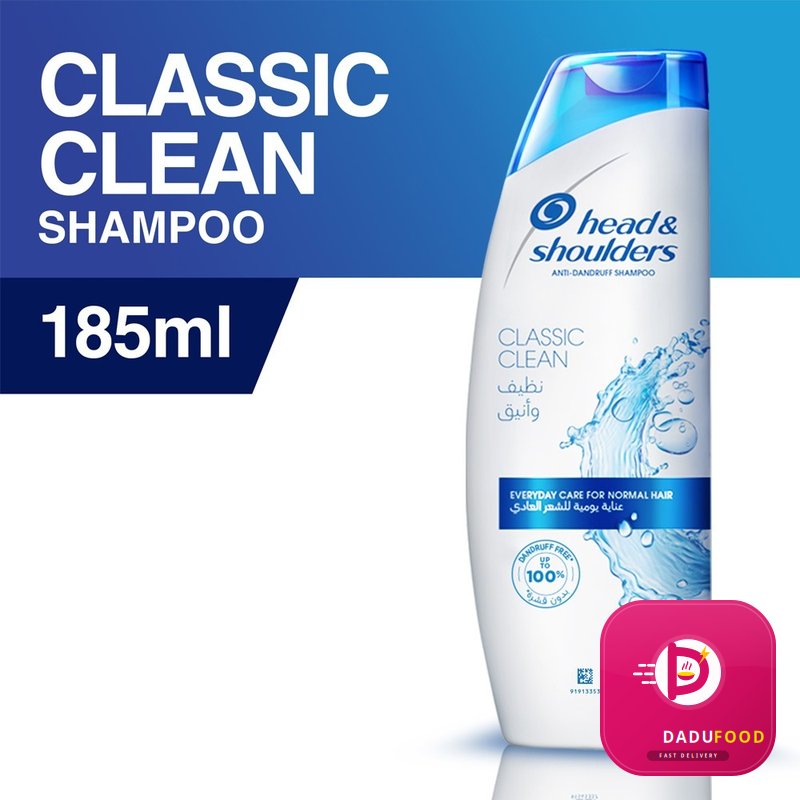 CLASSIC
CLEAN
SHAMPOO
185ml
head &
shoulders
ANTI-DANDRUFF SHAMPOO
CLASSIC
CLEAN
نظيف
وأنيق
EVERYDAY CARE FOR NORMAL HAIR
عناية يومية للشعر العادي
DANDRUFF FREE*
UP
TO
100%
بدون قشرة*
DADUFOOD
FAST DELIVERY